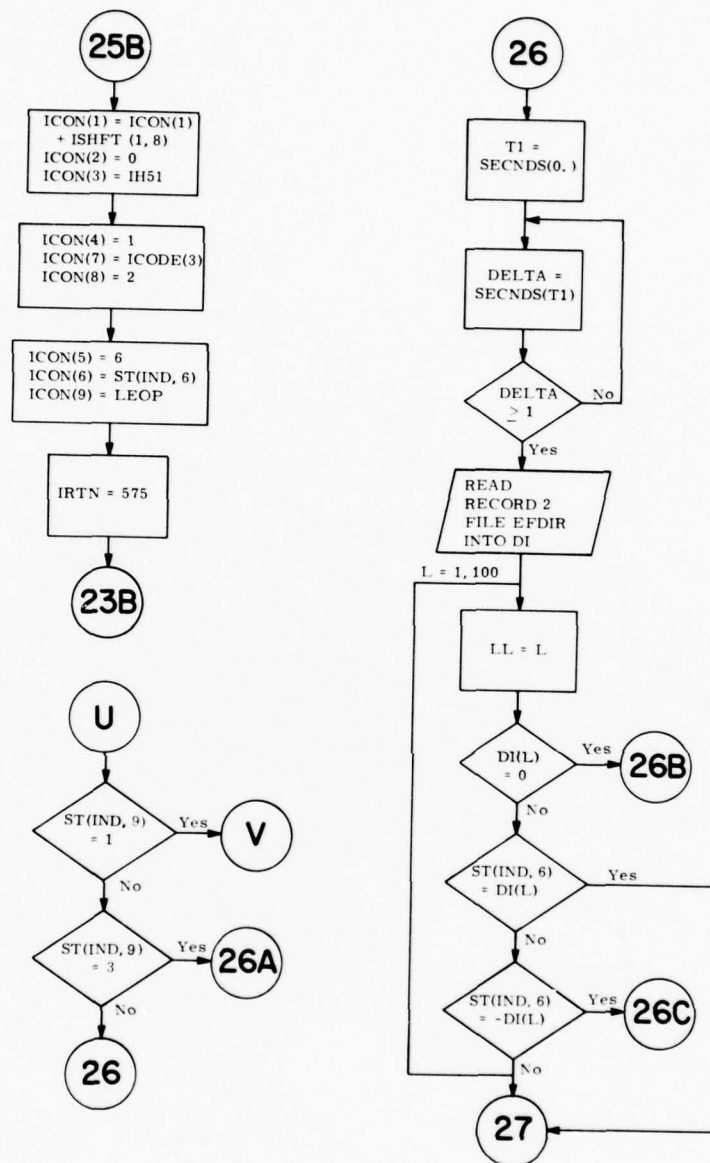 25B
ICON(1) = ICON(1)
+ ISHFT (1, 8)
ICON(2) = 0
ICON(3) = IH51
ICON(4) = 1
ICON(7) = ICODE(3)
ICON(8) = 2
ICON(5) = 6
ICON(6) = ST(IND, 6)
ICON(9) = LEOP
IRTN = 575
23B
U
ST(IND, 9)
= 1
Yes
V
No
ST(IND, 9)
= 3
Yes
26A
No
26
26
T1 =
SECNDS(0. )
DELTA =
SECNDS(T1)
DELTA
≥ 1
No
Yes
READ
RECORD 2
FILE EFDIR
INTO DI
L = 1, 100
LL = L
DI(L)
= 0
Yes
26B
No
ST(IND, 6)
= DI(L)
Yes
No
ST(IND, 6)
= -DI(L)
Yes
26C
No
27